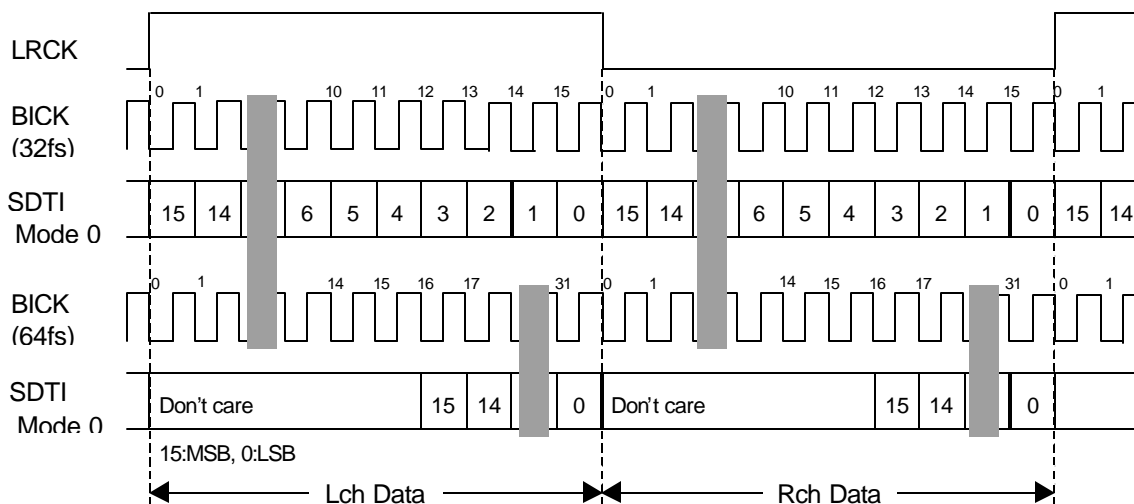 LRCK
0 1 10 11 12 13 14 15 0 1 10 11 12 13 14 15 0 1
BICK
(32fs)
SDTI
Mode 0
15 14 6 5 4 3 2 1 0 15 14 6 5 4 3 2 1 0 15 14
0 1 14 15 16 17 31 0 1 14 15 16 17 31 0 1
BICK
(64fs)
SDTI
Mode 0
Don't care 15 14 0 Don't care 15 14 0
15:MSB, 0:LSB
Lch Data Rch Data